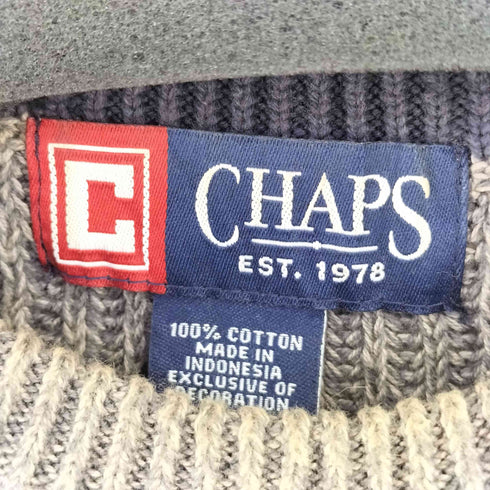 C
CHAPS
EST. 1978
100% COTTON
MADE IN
INDONESIA
EXCLUSIVE OF
DECORATION